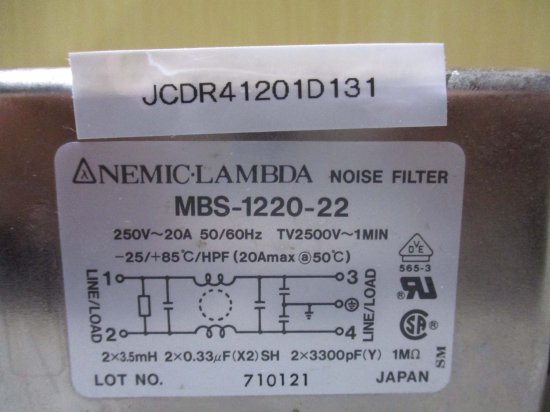 JCDR41201D131
NEMIC·LAMBDA NOISE FILTER
MBS-1220-22
250V~20A 50/60Hz TV2500V~1MIN
-25/+85℃/HPF (20Amax @50℃)
VDE
565-3
LINE/LOAD
1
2
3
4
LINE/LOAD
2×3.5mH 2×0.33μF(X2)SH 2×3300pF(Y) 1MΩ
SM
LOT NO. 710121 JAPAN